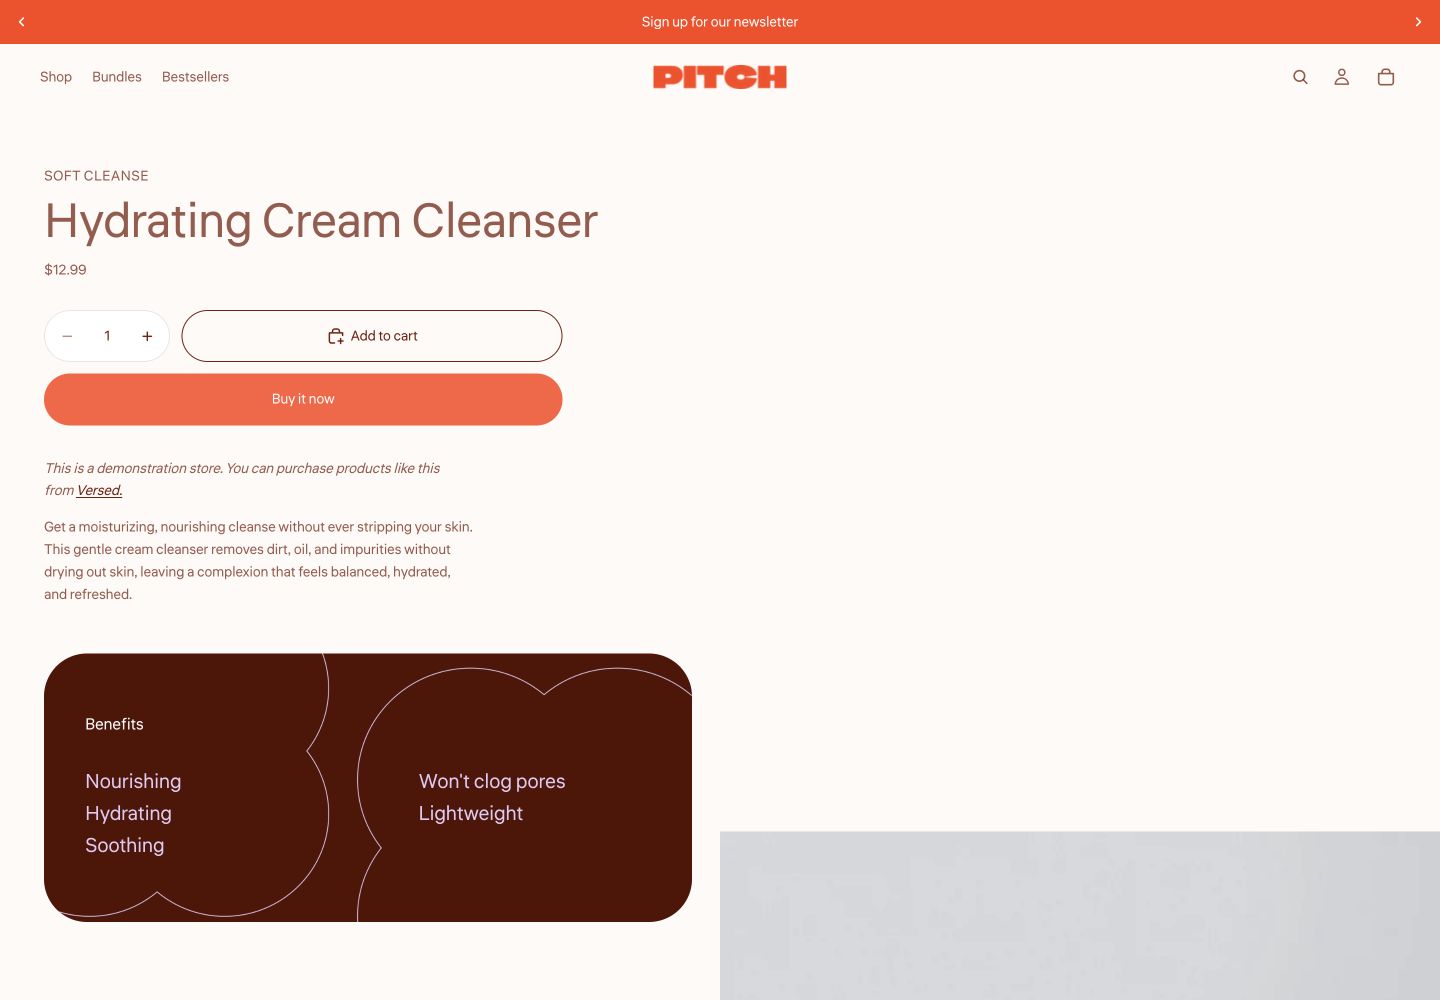 Sign up for our newsletter
Shop Bundles Bestsellers
PITCH
SOFT CLEANSE
Hydrating Cream Cleanser
$12.99
1
Add to cart
Buy it now
This is a demonstration store. You can purchase products like this
from Versed.
Get a moisturizing, nourishing cleanse without ever stripping your skin.
This gentle cream cleanser removes dirt, oil, and impurities without
drying out skin, leaving a complexion that feels balanced, hydrated,
and refreshed.
Benefits
Nourishing
Hydrating
Soothing
Won't clog pores
Lightweight